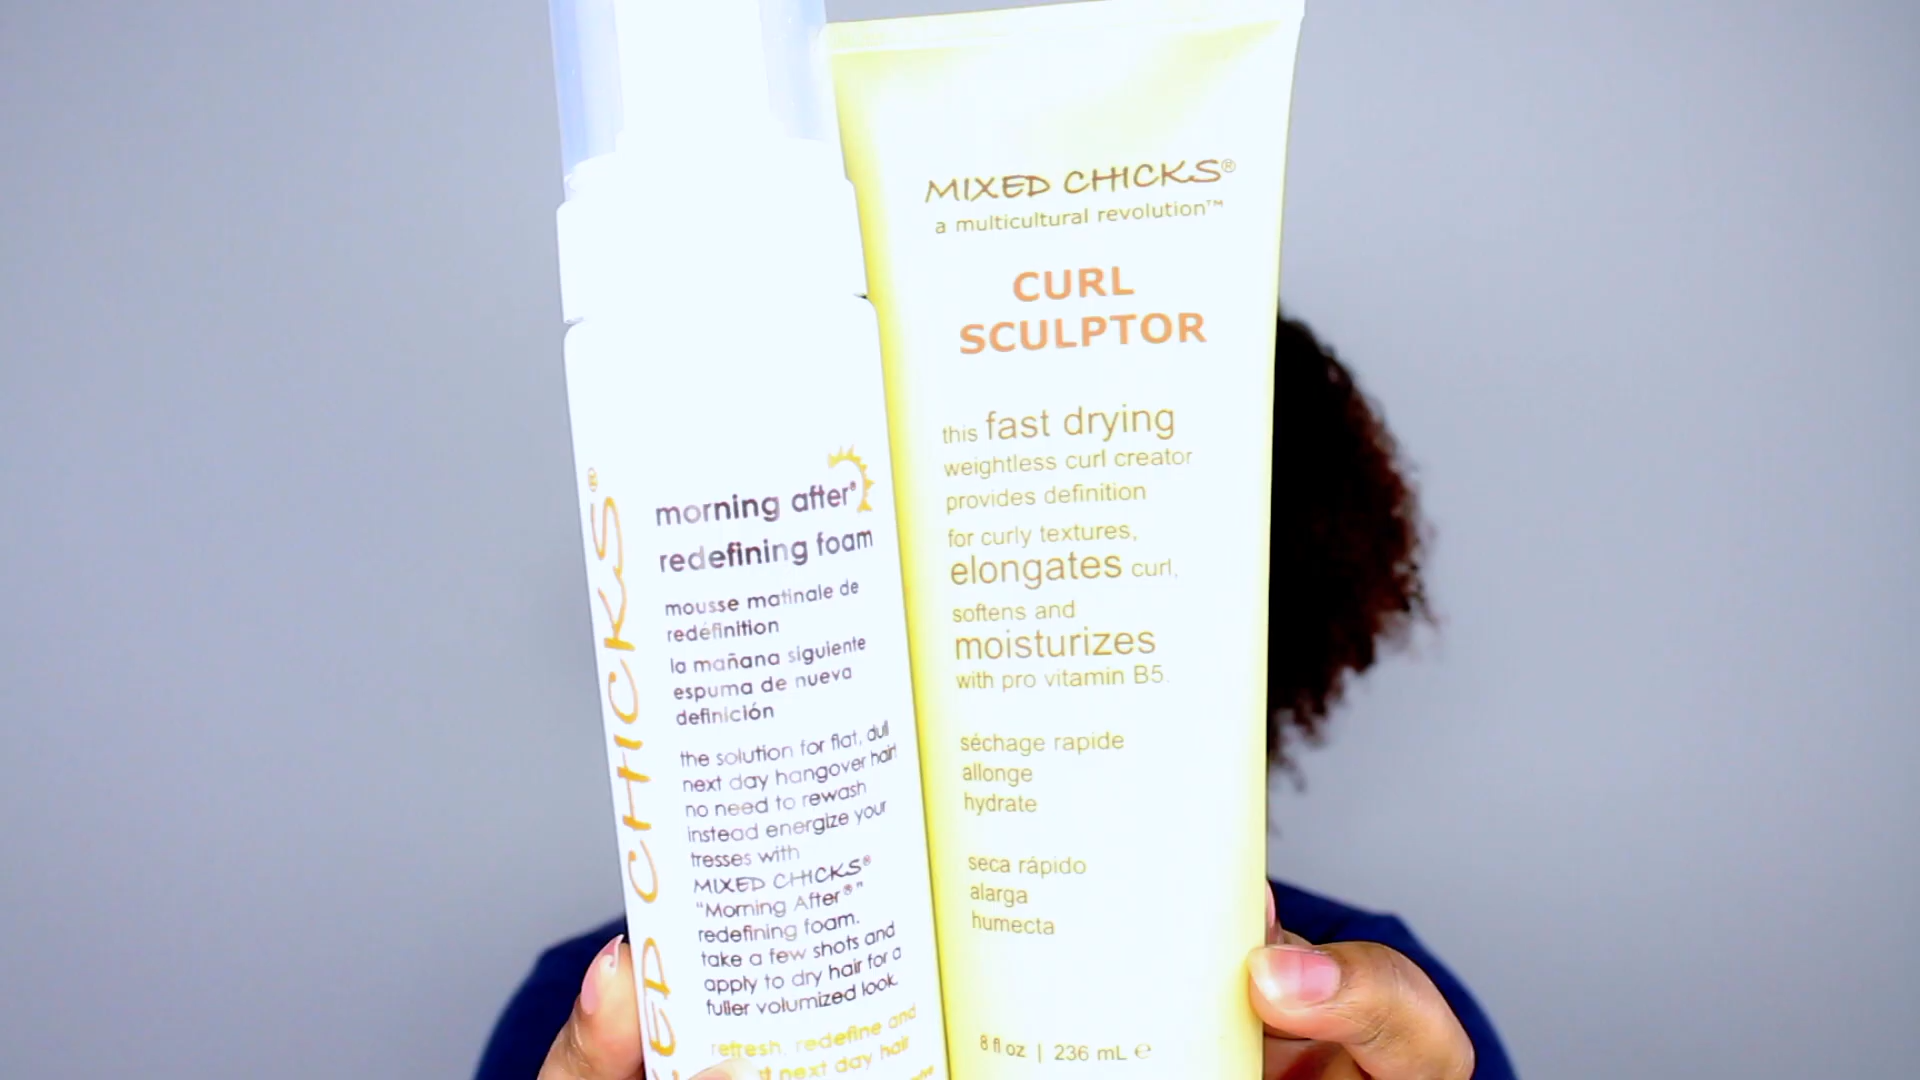 MIXED CHICKS®
a multicultural revolution™
CURL
SCULPTOR
this fast drying
weightless curl creator
provides definition
for curly textures,
elongates curl,
softens and
moisturizes
with pro vitamin B5.
séchage rapide
allonge
hydrate
seca rápido
alarga
humecta
8 fl oz | 236 mL ℮
CHICKS®
morning after®
redefining foam
mousse matinale de
redéfinition
la mañana siguiente
espuma de nueva
definición
the solution for flat, dull
next day hangover hair!
no need to rewash
instead energize your
tresses with
MIXED CHICKS®
"Morning After®"
redefining foam.
take a few shots and
apply to dry hair for a
fuller volumized look.
refresh, redefine and
next day hair